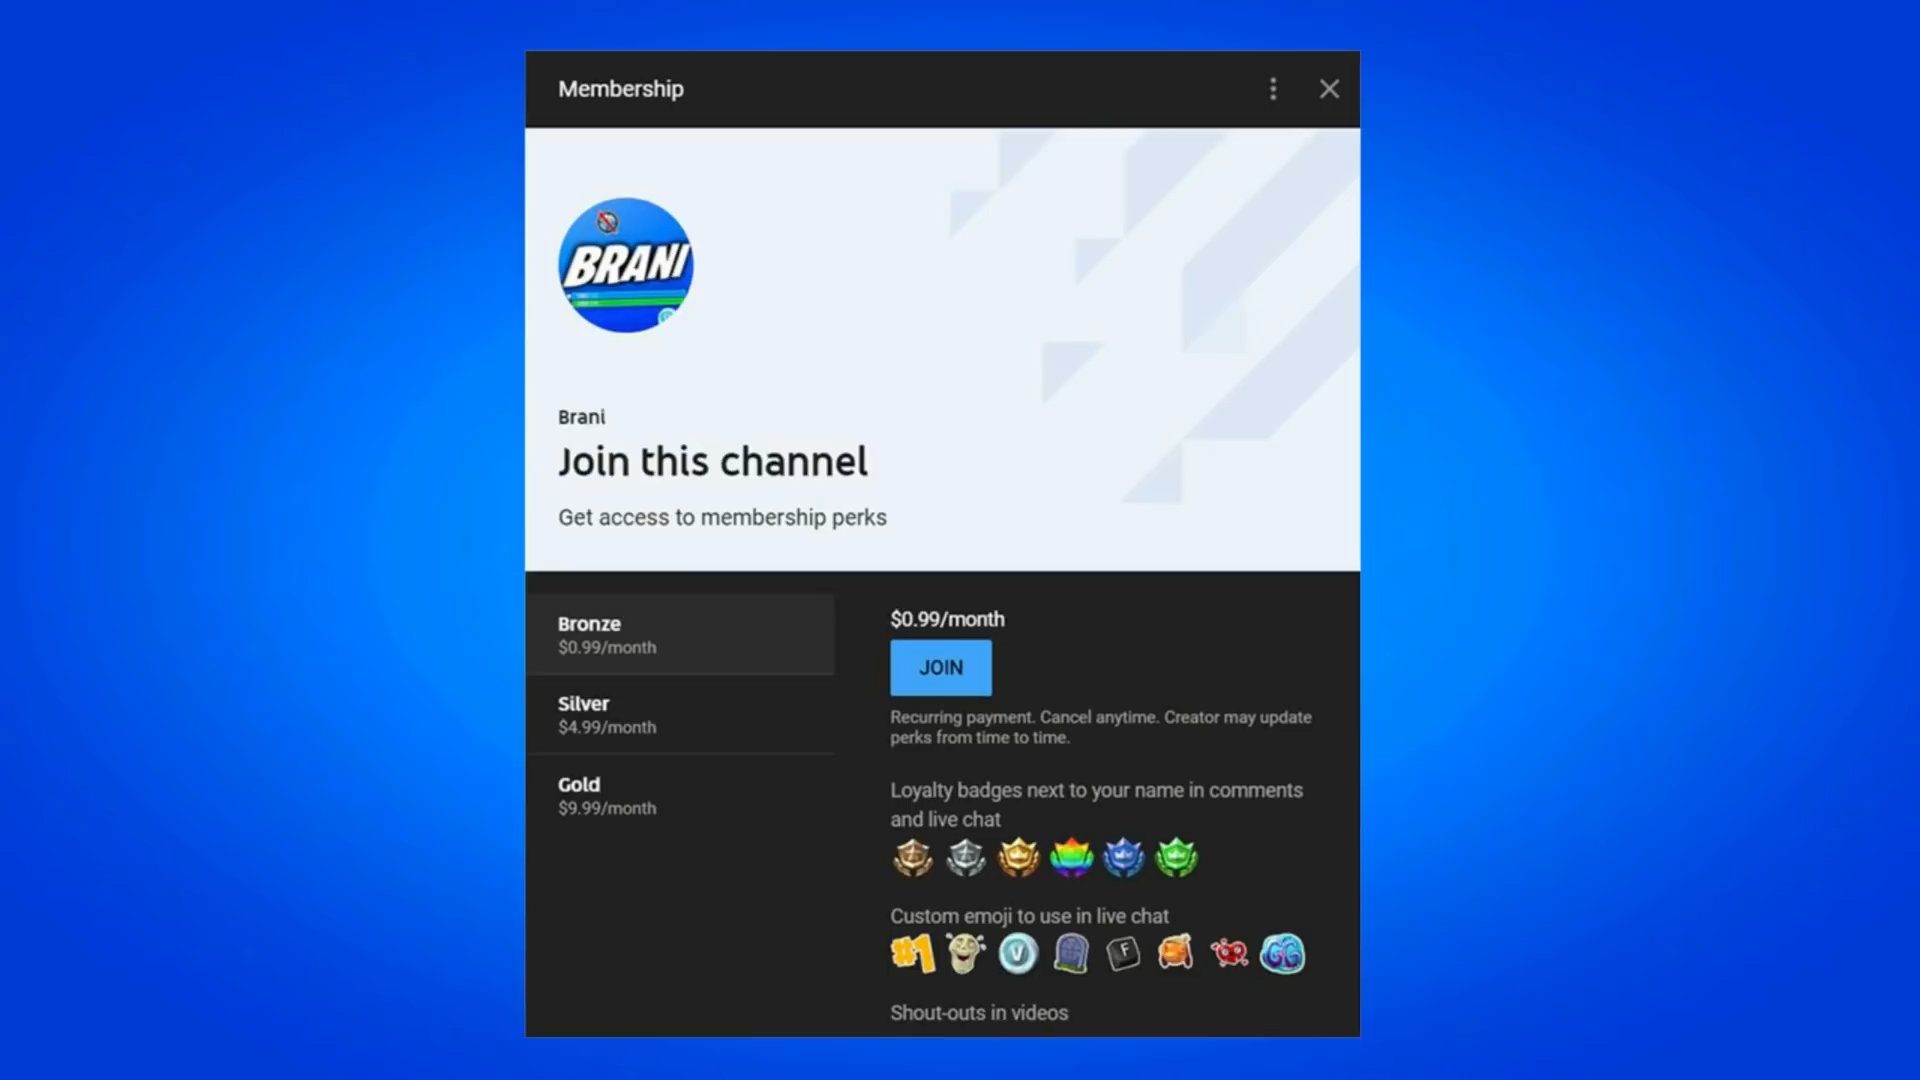 Membership
BRANI
Brani
Join this channel
Get access to membership perks
Bronze
$0.99/month
Silver
$4.99/month
Gold
$9.99/month
$0.99/month
JOIN
Recurring payment. Cancel anytime. Creator may update
perks from time to time.
Loyalty badges next to your name in comments
and live chat
Custom emoji to use in live chat
#1
V
F
GG
Shout-outs in videos